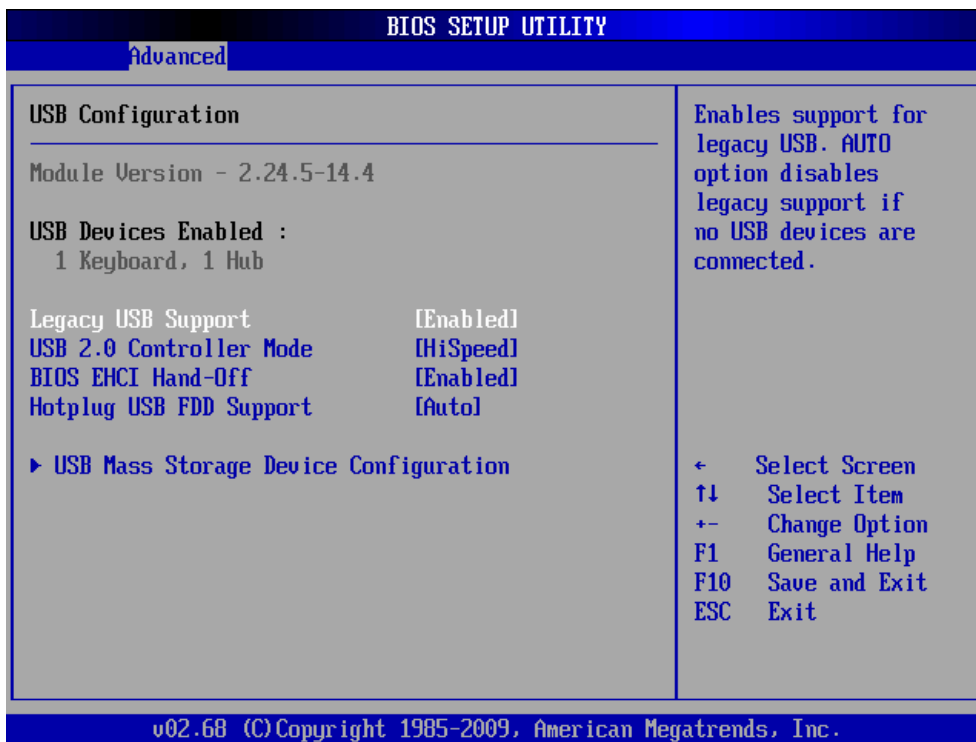 BIOS SETUP UTILITY
Advanced
USB Configuration
Module Version - 2.24.5-14.4
USB Devices Enabled :
1 Keyboard, 1 Hub
Legacy USB Support [Enabled]
USB 2.0 Controller Mode [HiSpeed]
BIOS EHCI Hand-Off [Enabled]
Hotplug USB FDD Support [Auto]
▶ USB Mass Storage Device Configuration
Enables support for
legacy USB. AUTO
option disables
legacy support if
no USB devices are
connected.
← Select Screen
↑↓ Select Item
+- Change Option
F1 General Help
F10 Save and Exit
ESC Exit
v02.68 (C)Copyright 1985-2009, American Megatrends, Inc.